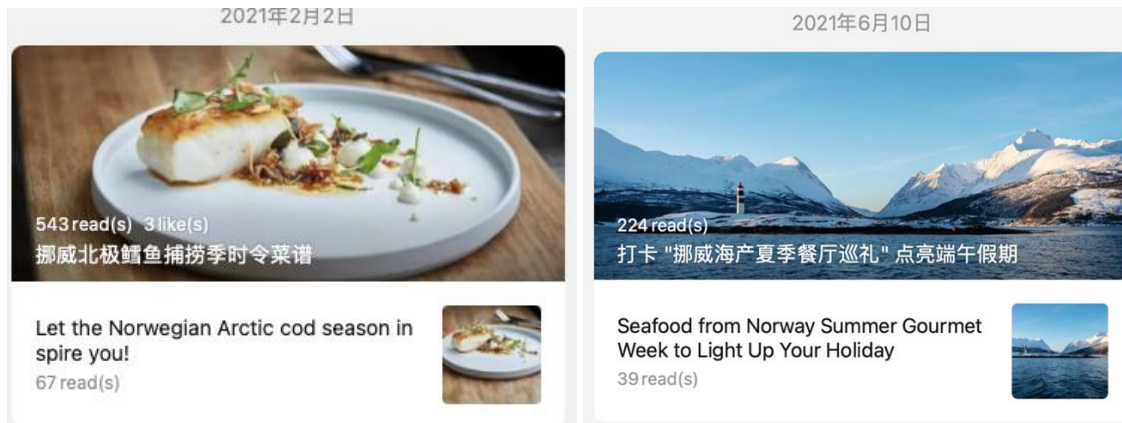 2021年2月2日
543 read(s) 3 like(s)
挪威北极鳕鱼捕捞季时令菜谱
Let the Norwegian Arctic cod season in
spire you!
67 read(s)
2021年6月10日
224 read(s)
打卡 "挪威海产夏季餐厅巡礼" 点亮端午假期
Seafood from Norway Summer Gourmet
Week to Light Up Your Holiday
39 read(s)